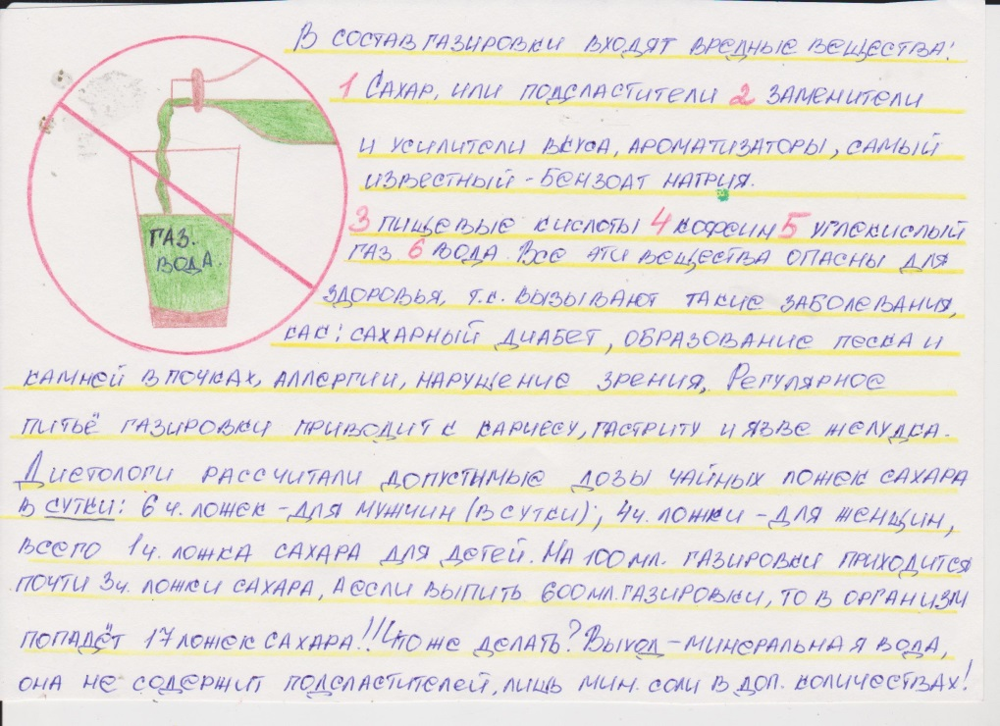 В СОСТАВ ГАЗИРОВКИ ВХОДЯТ ВРЕДНЫЕ ВЕЩЕСТВА:
1 САХАР, ИЛИ ПОДСЛАСТИТЕЛИ 2 ЗАМЕНИТЕЛИ
И УСИЛИТЕЛИ ВКУСА, АРОМАТИЗАТОРЫ, САМЫЙ
ИЗВЕСТНЫЙ - БЕНЗОАТ НАТРИЯ.
3 ПИЩЕВЫЕ КИСЛОТЫ 4 КОФЕИН 5 УГЛЕКИСЛЫЙ
ГАЗ 6 ВОДА. ВСЕ ЭТИ ВЕЩЕСТВА ОПАСНЫ ДЛЯ
ЗДОРОВЬЯ, Т.К. ВЫЗЫВАЮТ ТАКИЕ ЗАБОЛЕВАНИЯ,
КАК: САХАРНЫЙ ДИАБЕТ, ОБРАЗОВАНИЕ ПЕСКА И
КАМНЕЙ В ПОЧКАХ, АЛЛЕРГИИ, НАРУЩЕНИЕ ЗРЕНИЯ. РЕГУЛЯРНОЕ
ПИТЬЁ ГАЗИРОВКИ ПРИВОДИТ К КАРИЕСУ, ГАСТРИТУ И ЯЗВЕ ЖЕЛУДКА.
ДИЕТОЛОГИ РАССЧИТАЛИ ДОПУСТИМЫЕ ДОЗЫ ЧАЙНЫХ ЛОЖЕК САХАРА
В СУТКИ: 6 Ч. ЛОЖЕК - ДЛЯ МУЖЧИН (В СУТКИ); 4 Ч. ЛОЖКИ - ДЛЯ ЖЕНЩИН,
ВСЕГО 1 Ч. ЛОЖКА САХАРА ДЛЯ ДЕТЕЙ. НА 100 МЛ. ГАЗИРОВКИ ПРИХОДИТСЯ
ПОЧТИ 3 Ч. ЛОЖКИ САХАРА, А ЕСЛИ ВЫПИТЬ 600 МЛ. ГАЗИРОВКИ, ТО В ОРГАНИЗМ
ПОПАДЁТ 17 ЛОЖЕК САХАРА!!! ЧТО ЖЕ ДЕЛАТЬ? ВЫХОД - МИНЕРАЛЬНАЯ ВОДА,
ОНА НЕ СОДЕРЖИТ ПОДСЛАСТИТЕЛЕЙ, ЛИШЬ МИН. СОЛИ В ДОП. КОЛИЧЕСТВАХ!
ГАЗ.
ВОДА.